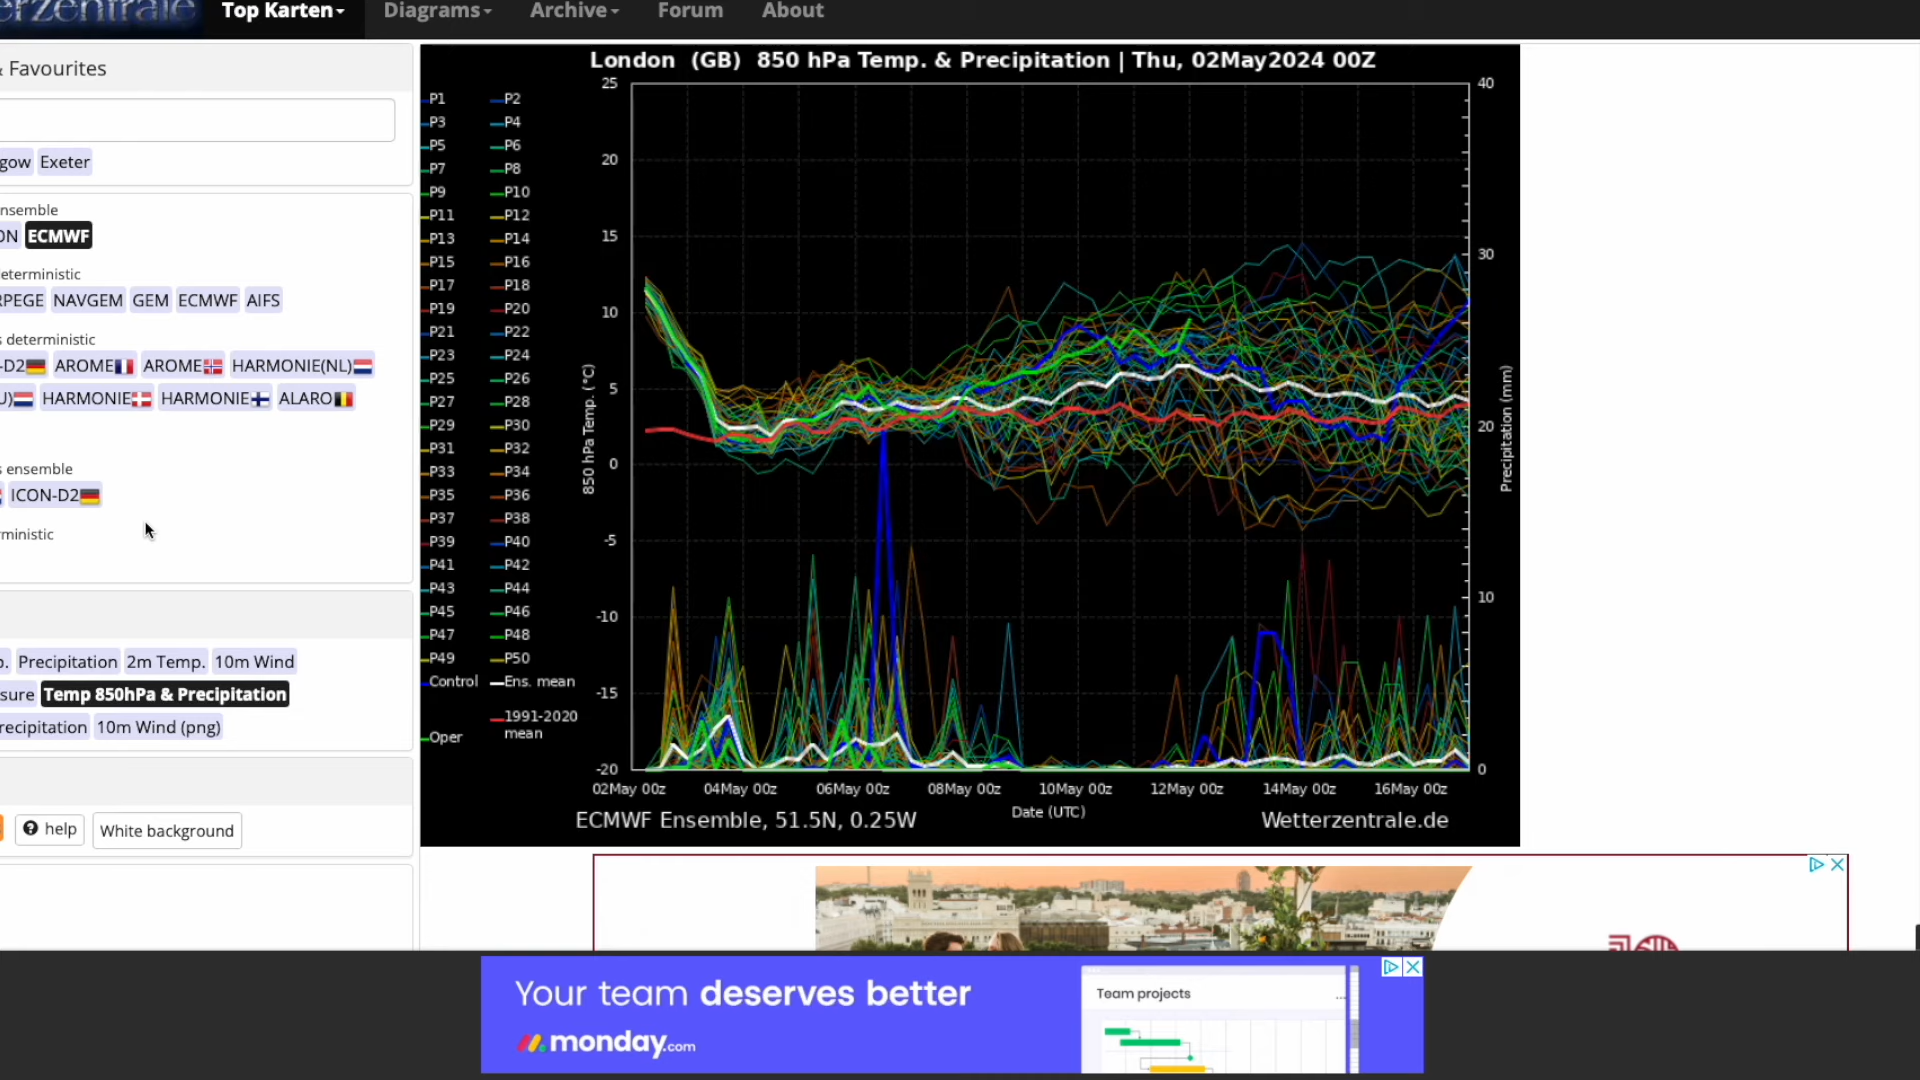 erzentrale Top Karten Diagrams Archive Forum About
Favourites
gow Exeter
nsemble
ON ECMWF
eterministic
RPEGE NAVGEM GEM ECMWF AIFS
s deterministic
-D2 AROME AROME HARMONIE(NL)
U) HARMONIE HARMONIE ALARO
s ensemble
ICON-D2
ministic
p. Precipitation 2m Temp. 10m Wind
sure Temp 850hPa & Precipitation
recipitation 10m Wind (png)
help White background
London (GB) 850 hPa Temp. & Precipitation | Thu, 02May2024 00Z
P1 P2
P3 P4
P5 P6
P7 P8
P9 P10
P11 P12
P13 P14
P15 P16
P17 P18
P19 P20
P21 P22
P23 P24
P25 P26
P27 P28
P29 P30
P31 P32
P33 P34
P35 P36
P37 P38
P39 P40
P41 P42
P43 P44
P45 P46
P47 P48
P49 P50
Control Ens. mean
1991-2020
mean
Oper
25
20
15
10
5
0
-5
-10
-15
-20
850 hPa Temp. (°C)
40
30
20
10
0
Precipitation (mm)
02May 00z 04May 00z 06May 00z 08May 00z 10May 00z 12May 00z 14May 00z 16May 00z
Date (UTC)
ECMWF Ensemble, 51.5N, 0.25W Wetterzentrale.de
Your team deserves better
monday.com
Team projects ...